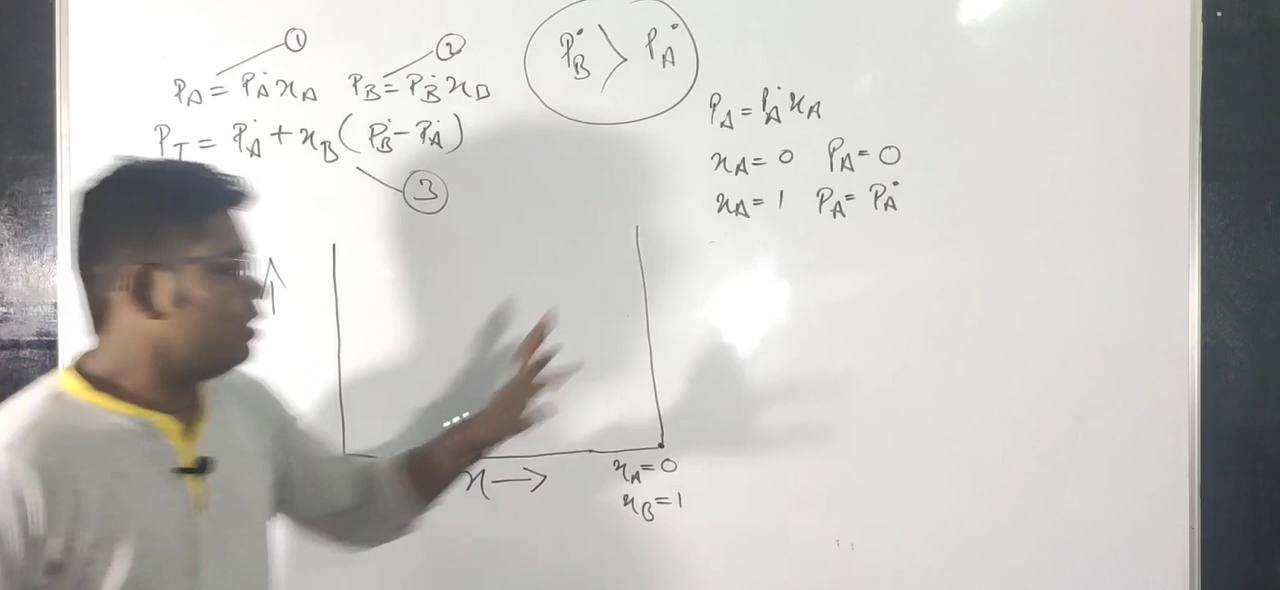 ①
②
P_A = P_A° x_A   P_B = P_B° x_B
P_T = P_A° + x_B (P_B° - P_A°)
③
P_B° > P_A°
P_A = P_A° x_A
x_A = 0   P_A = 0
x_A = 1   P_A = P_A°
x →
x_A = 0
x_B = 1